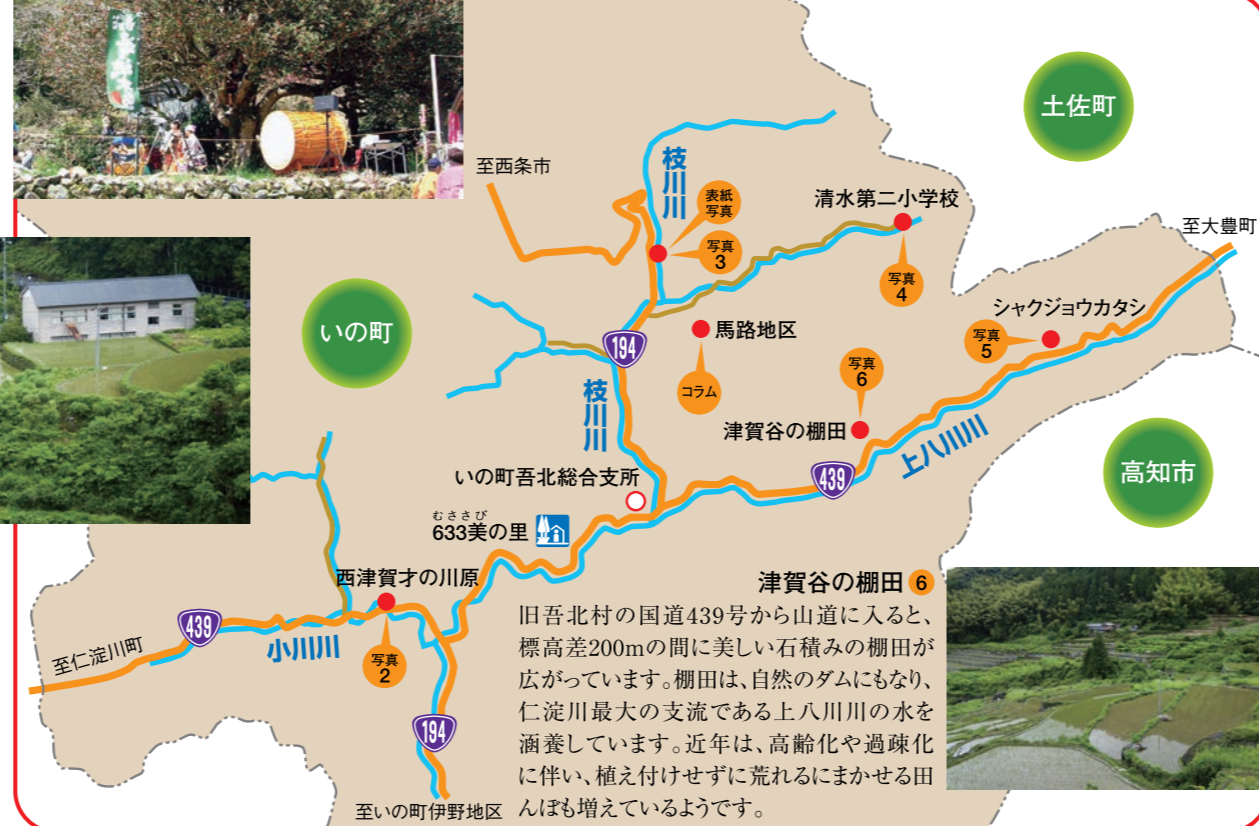 土佐町
至西条市
枝川川
表紙
写真
写真
3
清水第二小学校
写真
4
至大豊町
シャクジョウカタシ
写真
5
いの町
194
馬路地区
コラム
写真
6
枝川川
津賀谷の棚田
上八川川
439
高知市
いの町吾北総合支所
むささび
633美の里
西津賀才の川原
439
小川川
至仁淀川町
写真
2
194
至いの町伊野地区
津賀谷の棚田 6
旧吾北村の国道439号から山道に入ると、
標高差200mの間に美しい石積みの棚田が
広がっています。棚田は、自然のダムにもなり、
仁淀川最大の支流である上八川川の水を
涵養しています。近年は、高齢化や過疎化
に伴い、植え付けせずに荒れるにまかせる田
んぼも増えているようです。